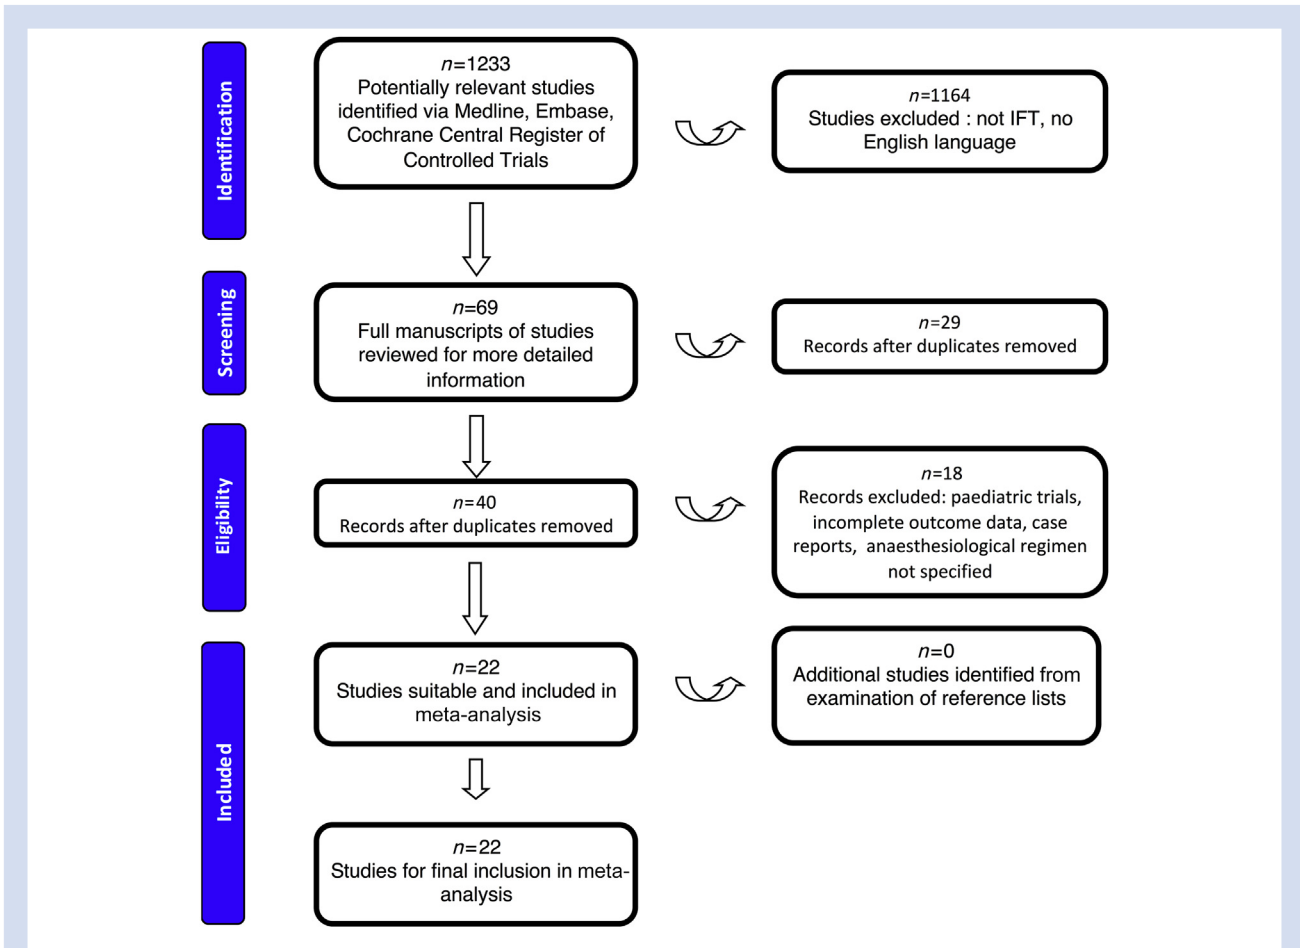 Identification
n=1233
Potentially relevant studies
identified via Medline, Embase,
Cochrane Central Register of
Controlled Trials
n=1164
Studies excluded : not IFT, no
English language
Screening
n=69
Full manuscripts of studies
reviewed for more detailed
information
n=29
Records after duplicates removed
Eligibility
n=40
Records after duplicates removed
n=18
Records excluded: paediatric trials,
incomplete outcome data, case
reports, anaesthesiological regimen
not specified
Included
n=22
Studies suitable and included in
meta-analysis
n=0
Additional studies identified from
examination of reference lists
n=22
Studies for final inclusion in meta-
analysis